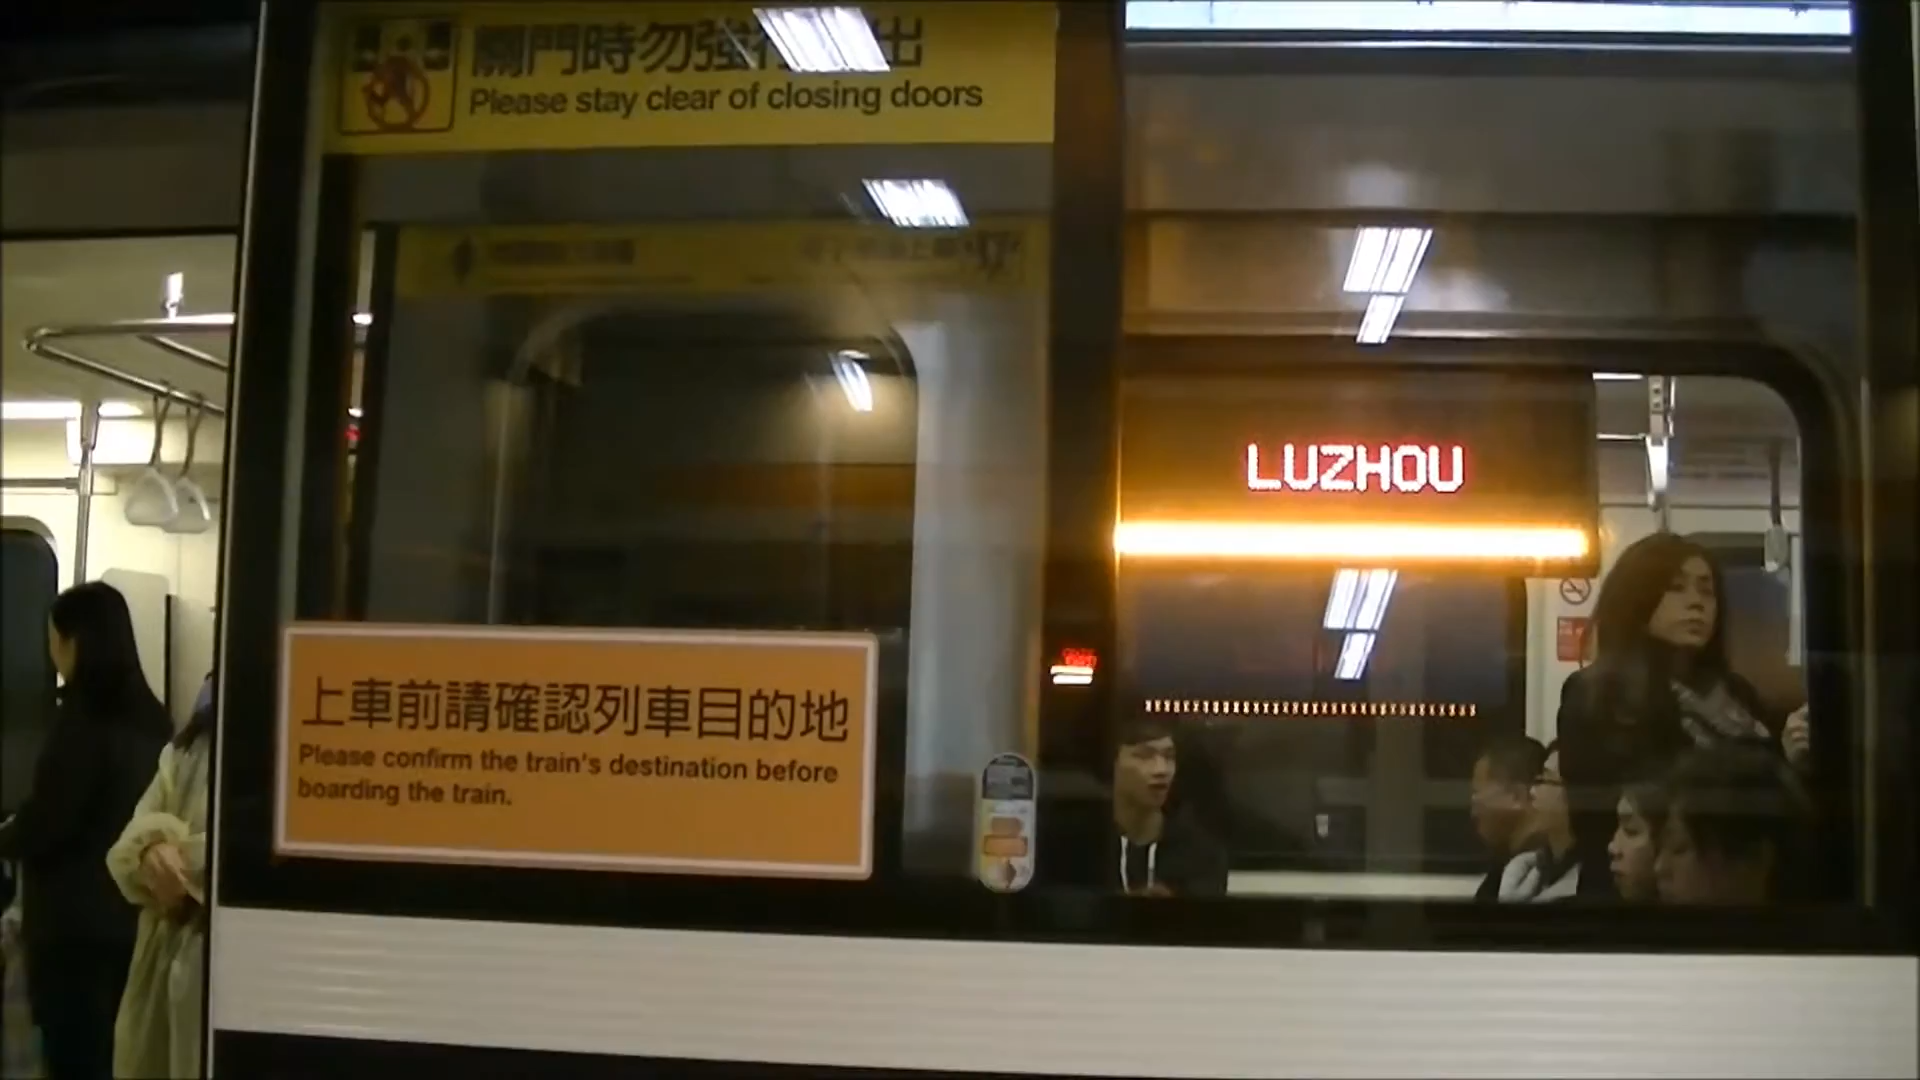 關門時勿強行
出
Please stay clear of closing doors
LUZHOU
上車前請確認列車目的地
Please confirm the train's destination before
boarding the train.